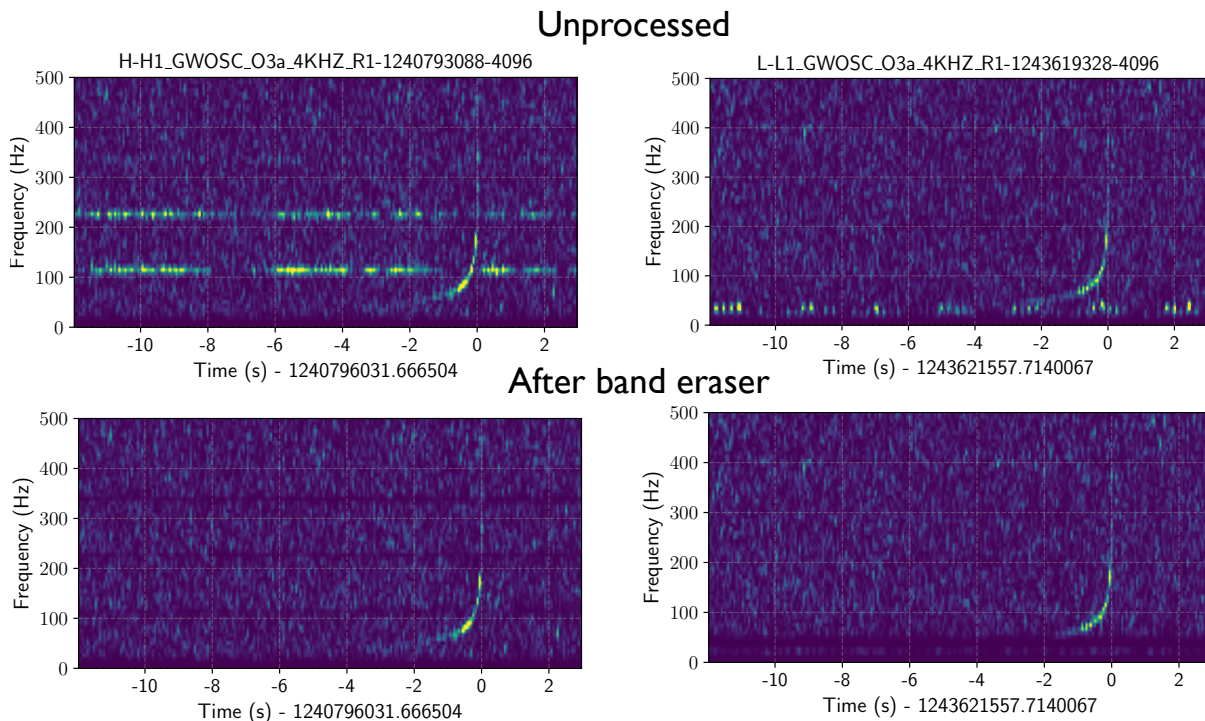 Unprocessed
H-H1_GWOSC_O3a_4KHZ_R1-1240793088-4096
500
400
300
200
100
0
Frequency (Hz)
-10 -8 -6 -4 -2 0 2
Time (s) - 1240796031.666504
L-L1_GWOSC_O3a_4KHZ_R1-1243619328-4096
500
400
300
200
100
0
Frequency (Hz)
-10 -8 -6 -4 -2 0 2
Time (s) - 1243621557.7140067
After band eraser
500
400
300
200
100
0
Frequency (Hz)
-10 -8 -6 -4 -2 0 2
Time (s) - 1240796031.666504
500
400
300
200
100
0
Frequency (Hz)
-10 -8 -6 -4 -2 0 2
Time (s) - 1243621557.7140067